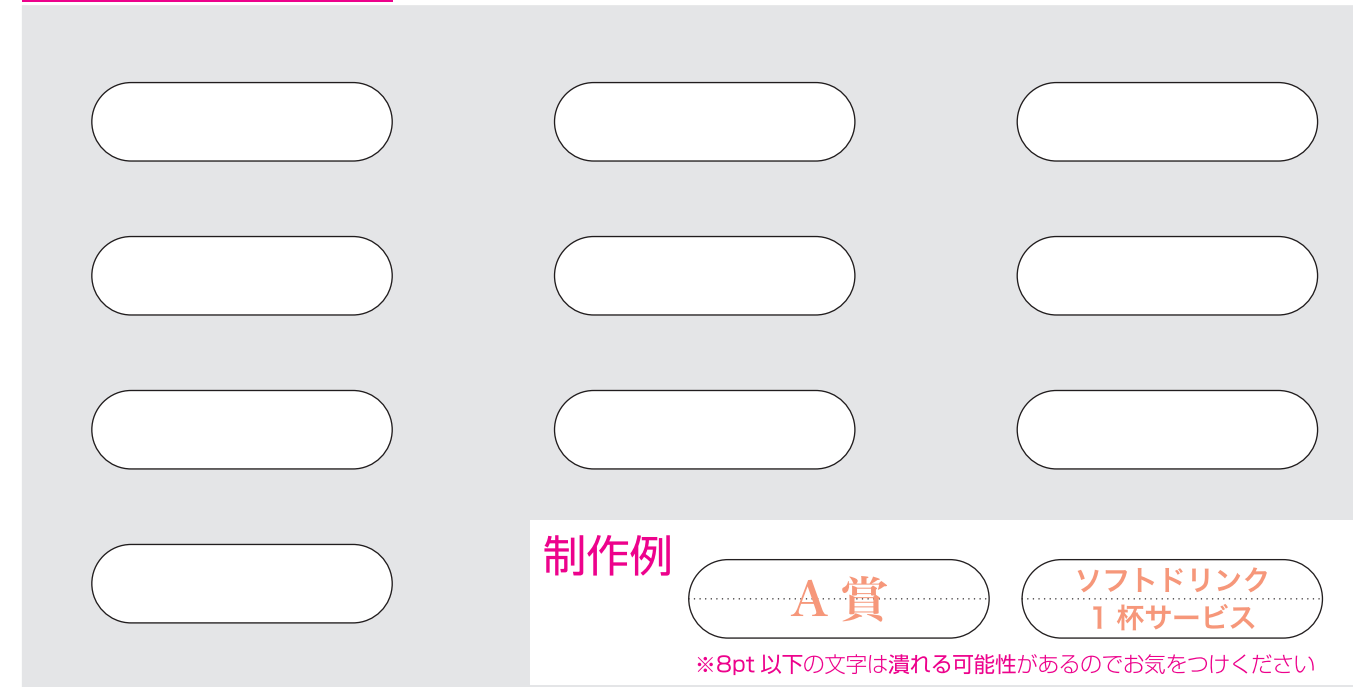 制作例
A 賞
ソフトドリンク
1 杯サービス
※8pt 以下の文字は潰れる可能性があるのでお気をつけください